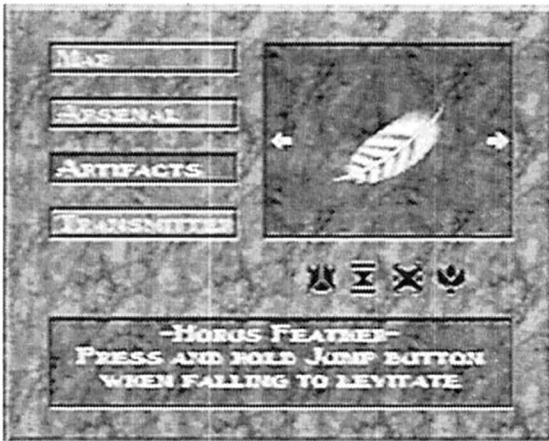 MAP
ARSENAL
ARTIFACTS
TRANSMITTER
-HORUS FEATHER-
PRESS AND HOLD JUMP BUTTON
WHEN FALLING TO LEVITATE